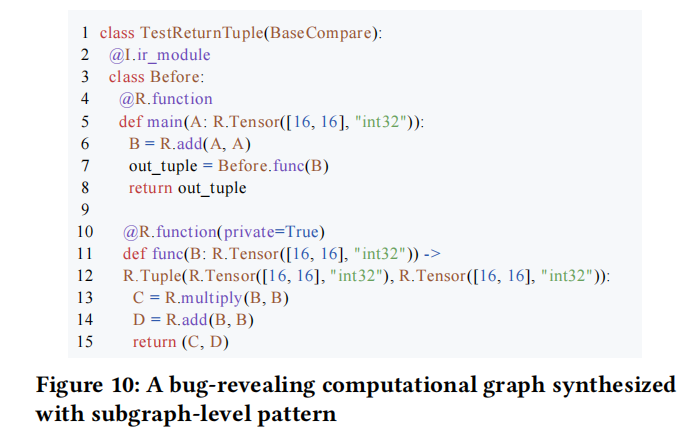 1 class TestReturnTuple(BaseCompare):
2 @I.ir_module
3 class Before:
4 @R.function
5 def main(A: R.Tensor([16, 16], "int32")):
6 B = R.add(A, A)
7 out_tuple = Before.func(B)
8 return out_tuple
9
10 @R.function(private=True)
11 def func(B: R.Tensor([16, 16], "int32")) ->
12 R.Tuple(R.Tensor([16, 16], "int32"), R.Tensor([16, 16], "int32")):
13 C = R.multiply(B, B)
14 D = R.add(B, B)
15 return (C, D)
Figure 10: A bug-revealing computational graph synthesized
with subgraph-level pattern